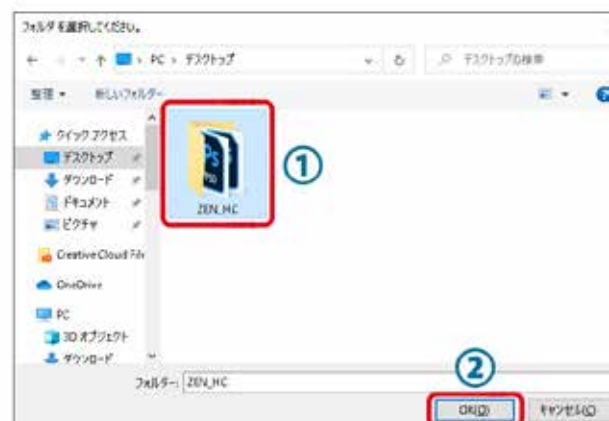 フォルダを選択してください。
PC › デスクトップ
デスクトップの検索
整理
新しいフォルダー
クイック アクセス
デスクトップ
ダウンロード
ドキュメント
ピクチャ
Creative Cloud File
OneDrive
PC
3D オブジェクト
ダウンロード
PS
ZEN_HC
①
フォルダー: ZEN_HC
②
OK(O)
キャンセル(C)